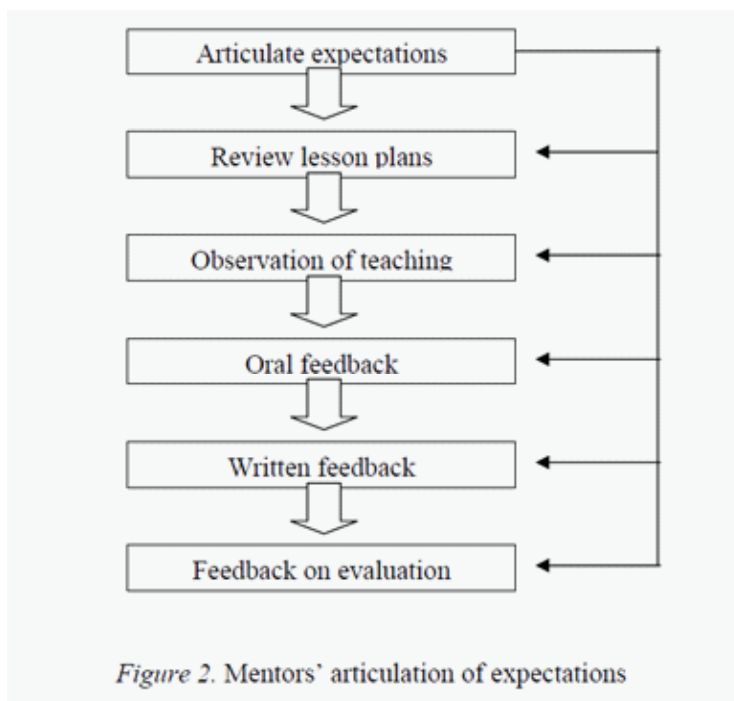 Articulate expectations
Review lesson plans
Observation of teaching
Oral feedback
Written feedback
Feedback on evaluation
Figure 2. Mentors’ articulation of expectations